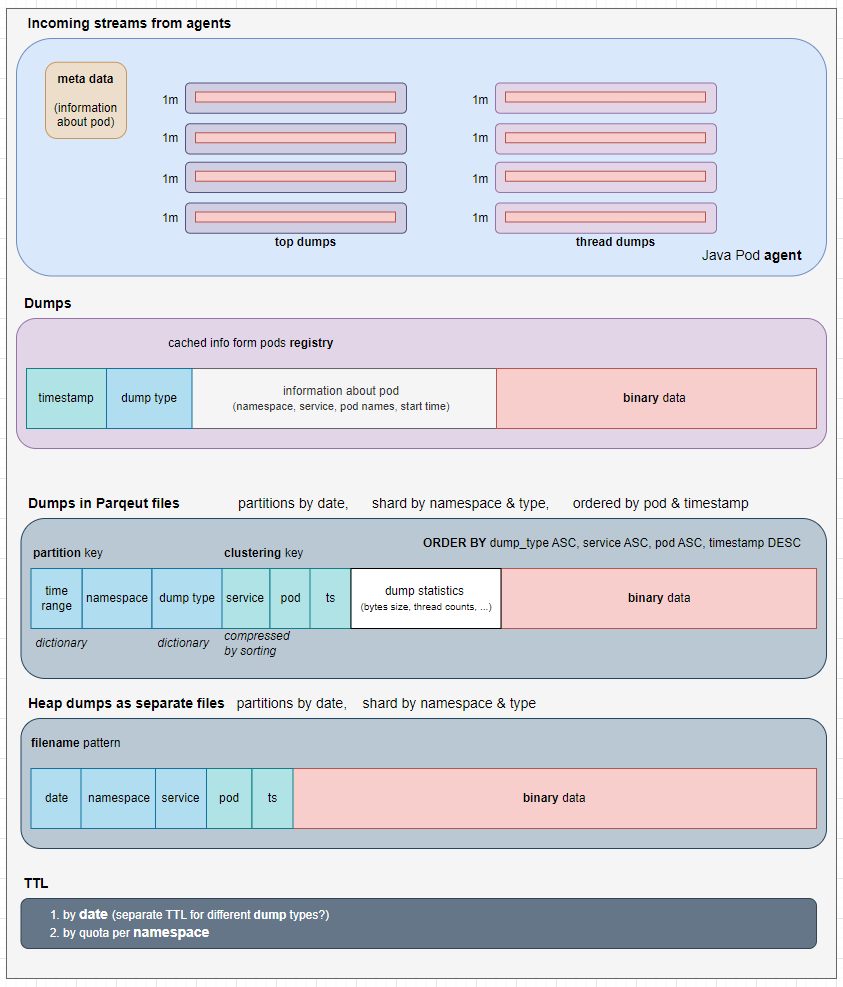 Incoming streams from agents
meta data
(information
about pod)
1m
1m
1m
1m
top dumps
1m
1m
1m
1m
thread dumps
Java Pod agent
Dumps
cached info form pods registry
timestamp
dump type
information about pod
(namespace, service, pod names, start time)
binary data
Dumps in Parqeut files
partitions by date,
shard by namespace & type,
ordered by pod & timestamp
ORDER BY dump_type ASC, service ASC, pod ASC, timestamp DESC
partition key
clustering key
time
range
namespace
dump type
service
pod
ts
dump statistics
(bytes size, thread counts, ...)
binary data
dictionary
dictionary
compressed
by sorting
Heap dumps as separate files
partitions by date,
shard by namespace & type
filename pattern
date
namespace
service
pod
ts
binary data
TTL
1. by date (separate TTL for different dump types?)
2. by quota per namespace